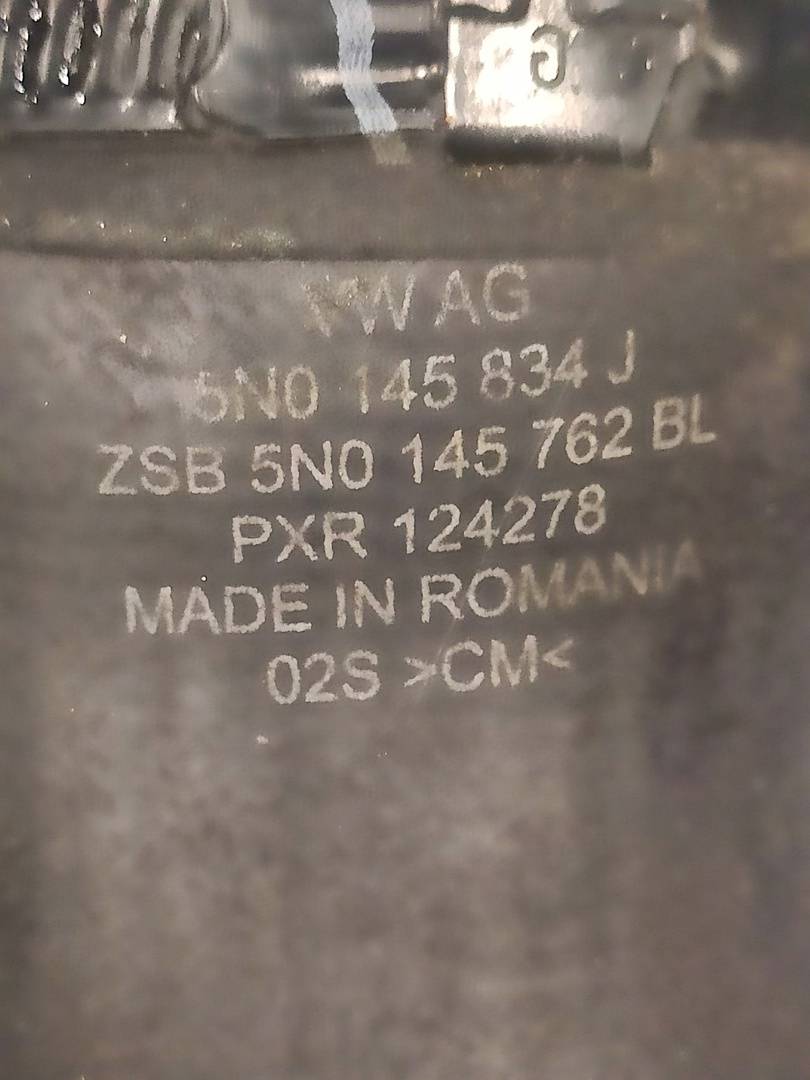 G
VW AG
5N0 145 834 J
ZSB 5N0 145 762 BL
PXR 124278
MADE IN ROMANIA
02S >CM<